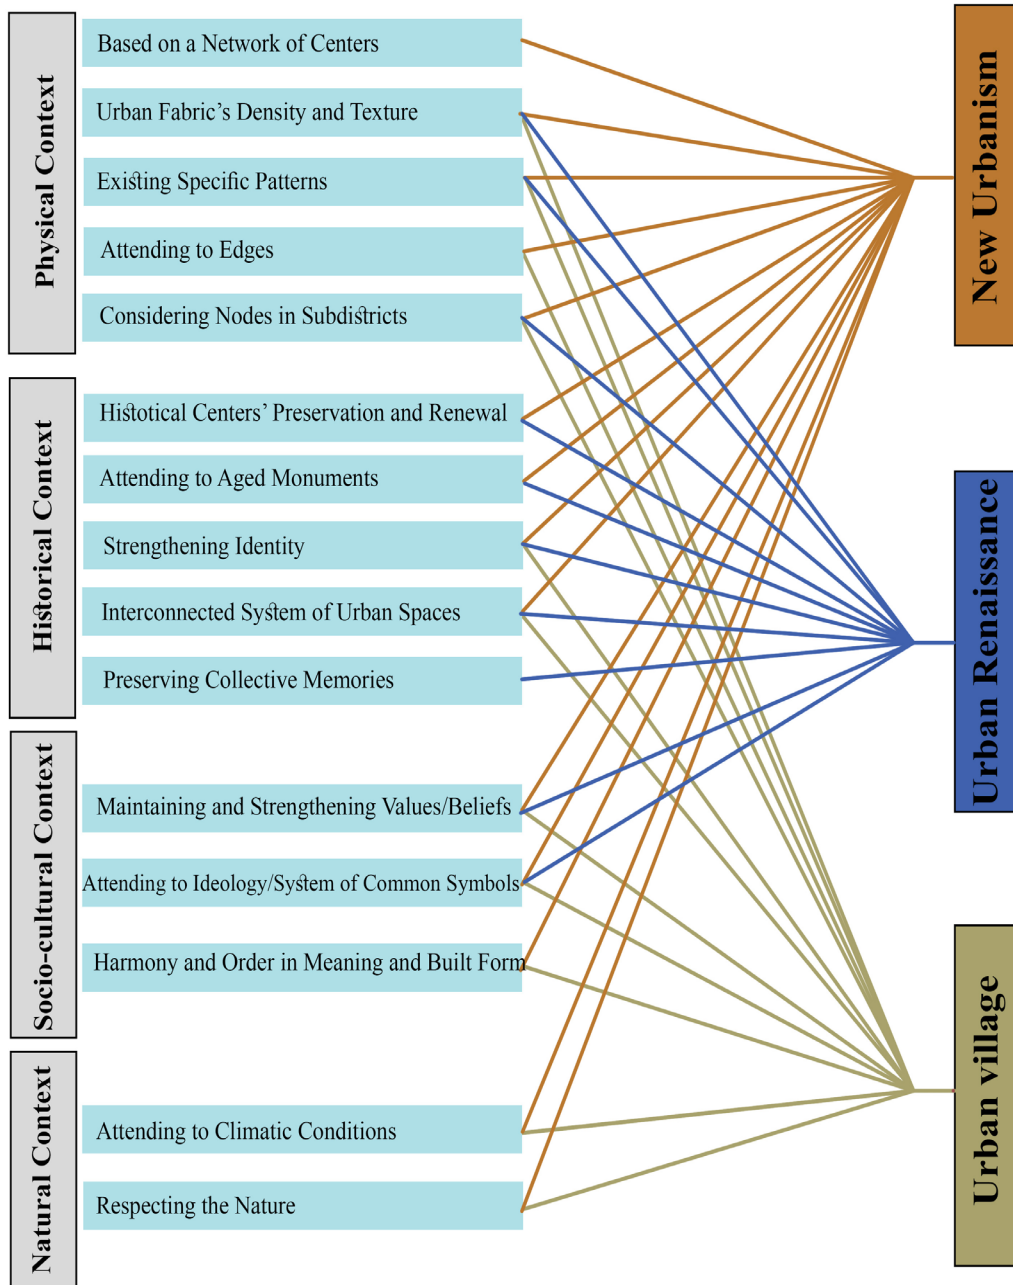 Physical Context
Based on a Network of Centers
Urban Fabric's Density and Texture
Existing Specific Patterns
Attending to Edges
Considering Nodes in Subdistricts
Historical Context
Histotical Centers' Preservation and Renewal
Attending to Aged Monuments
Strengthening Identity
Interconnected System of Urban Spaces
Preserving Collective Memories
Socio-cultural Context
Maintaining and Strengthening Values/Beliefs
Attending to Ideology/System of Common Symbols
Harmony and Order in Meaning and Built Form
Natural Context
Attending to Climatic Conditions
Respecting the Nature
New Urbanism
Urban Renaissance
Urban village